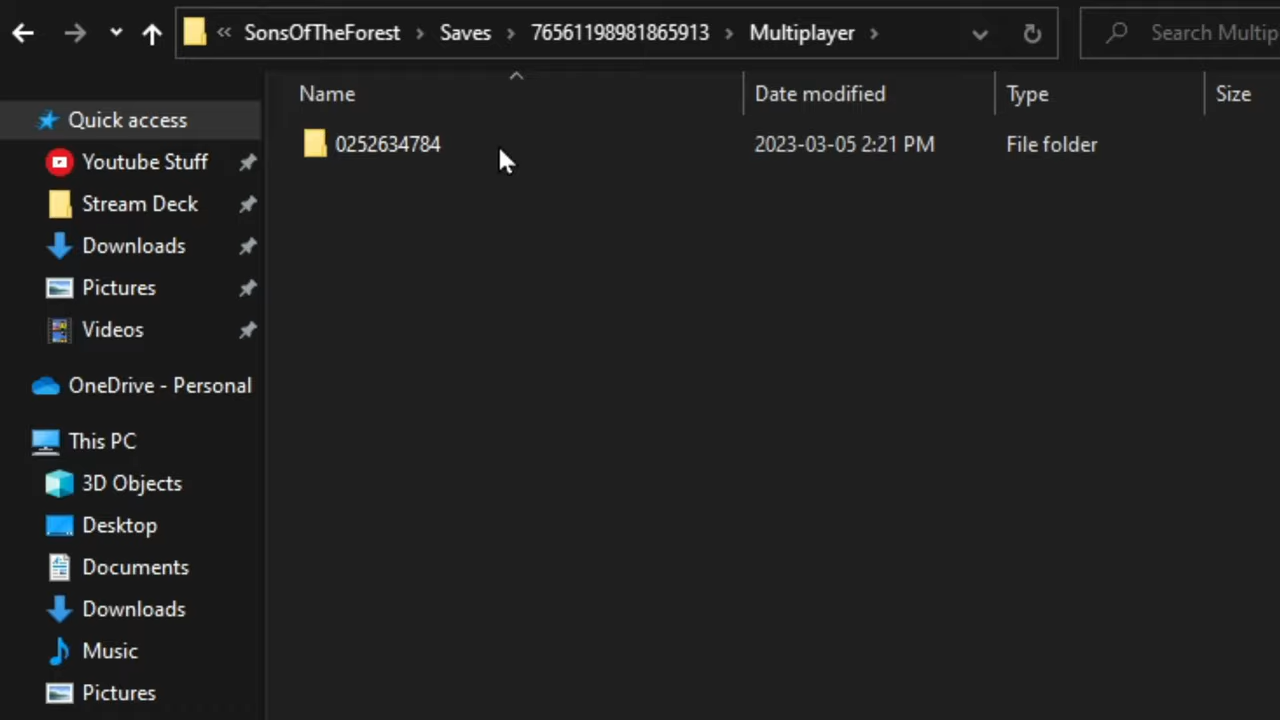 « SonsOfTheForest › Saves › 76561198981865913 › Multiplayer ›
Search Multip
Name Date modified Type Size
0252634784 2023-03-05 2:21 PM File folder
Quick access
Youtube Stuff
Stream Deck
Downloads
Pictures
Videos
OneDrive - Personal
This PC
3D Objects
Desktop
Documents
Downloads
Music
Pictures